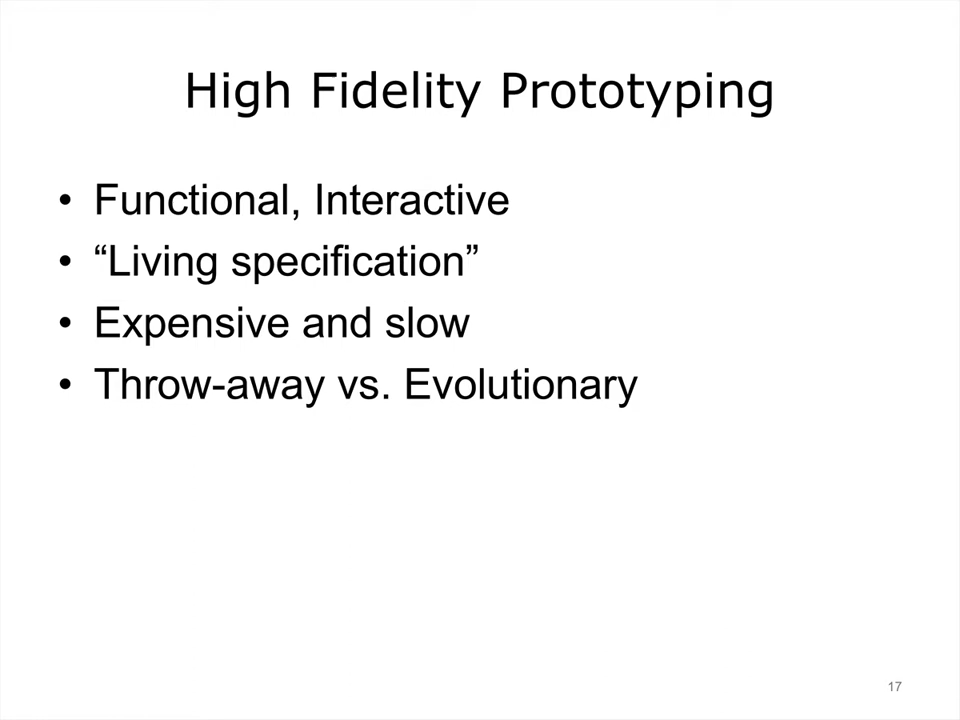 High Fidelity Prototyping
• Functional, Interactive
• “Living specification”
• Expensive and slow
• Throw-away vs. Evolutionary
17